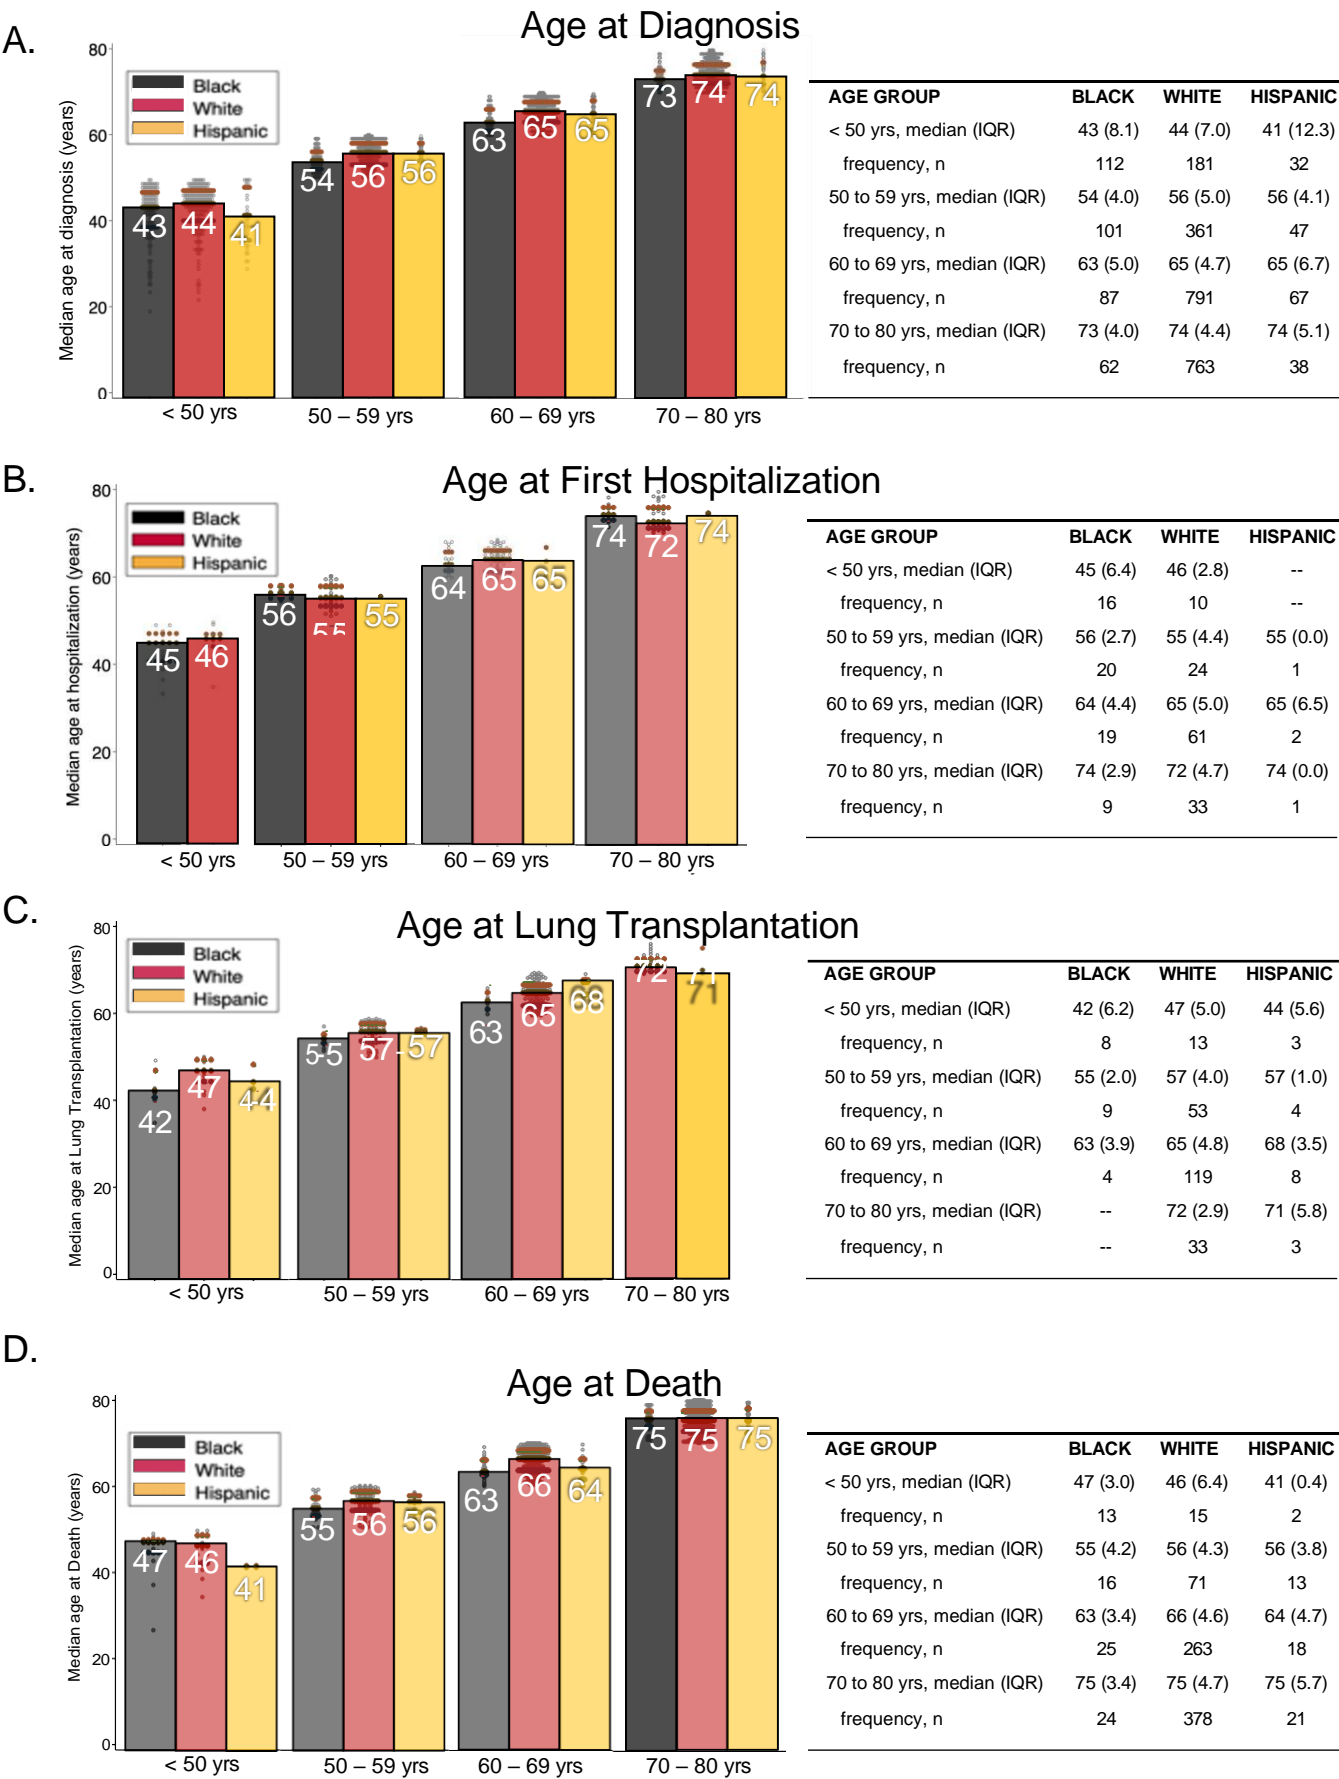 A.
Age at Diagnosis
Median age at diagnosis (years)
80
60
40
20
0
Black
White
Hispanic
43 44 41
54 56 56
63 65 65
73 74 74
< 50 yrs 50 – 59 yrs 60 – 69 yrs 70 – 80 yrs
AGE GROUP BLACK WHITE HISPANIC
< 50 yrs, median (IQR) 43 (8.1) 44 (7.0) 41 (12.3)
frequency, n 112 181 32
50 to 59 yrs, median (IQR) 54 (4.0) 56 (5.0) 56 (4.1)
frequency, n 101 361 47
60 to 69 yrs, median (IQR) 63 (5.0) 65 (4.7) 65 (6.7)
frequency, n 87 791 67
70 to 80 yrs, median (IQR) 73 (4.0) 74 (4.4) 74 (5.1)
frequency, n 62 763 38
B.
Age at First Hospitalization
Median age at hospitalization (years)
80
60
40
20
0
Black
White
Hispanic
45 46
56 55 55
64 65 65
74 72 74
< 50 yrs 50 – 59 yrs 60 – 69 yrs 70 – 80 yrs
AGE GROUP BLACK WHITE HISPANIC
< 50 yrs, median (IQR) 45 (6.4) 46 (2.8) --
frequency, n 16 10 --
50 to 59 yrs, median (IQR) 56 (2.7) 55 (4.4) 55 (0.0)
frequency, n 20 24 1
60 to 69 yrs, median (IQR) 64 (4.4) 65 (5.0) 65 (6.5)
frequency, n 19 61 2
70 to 80 yrs, median (IQR) 74 (2.9) 72 (4.7) 74 (0.0)
frequency, n 9 33 1
C.
Age at Lung Transplantation
Median age at Lung Transplantation (years)
80
60
40
20
0
Black
White
Hispanic
42 47 44
55 57 57
63 65 68
72 71 71
< 50 yrs 50 – 59 yrs 60 – 69 yrs 70 – 80 yrs
AGE GROUP BLACK WHITE HISPANIC
< 50 yrs, median (IQR) 42 (6.2) 47 (5.0) 44 (5.6)
frequency, n 8 13 3
50 to 59 yrs, median (IQR) 55 (2.0) 57 (4.0) 57 (1.0)
frequency, n 9 53 4
60 to 69 yrs, median (IQR) 63 (3.9) 65 (4.8) 68 (3.5)
frequency, n 4 119 8
70 to 80 yrs, median (IQR) -- 72 (2.9) 71 (5.8)
frequency, n -- 33 3
D.
Age at Death
Median age at Death (years)
80
60
40
20
0
Black
White
Hispanic
47 46 41
55 56 56
63 66 64
75 75 75
< 50 yrs 50 – 59 yrs 60 – 69 yrs 70 – 80 yrs
AGE GROUP BLACK WHITE HISPANIC
< 50 yrs, median (IQR) 47 (3.0) 46 (6.4) 41 (0.4)
frequency, n 13 15 2
50 to 59 yrs, median (IQR) 55 (4.2) 56 (4.3) 56 (3.8)
frequency, n 16 71 13
60 to 69 yrs, median (IQR) 63 (3.4) 66 (4.6) 64 (4.7)
frequency, n 25 263 18
70 to 80 yrs, median (IQR) 75 (3.4) 75 (4.7) 75 (5.7)
frequency, n 24 378 21